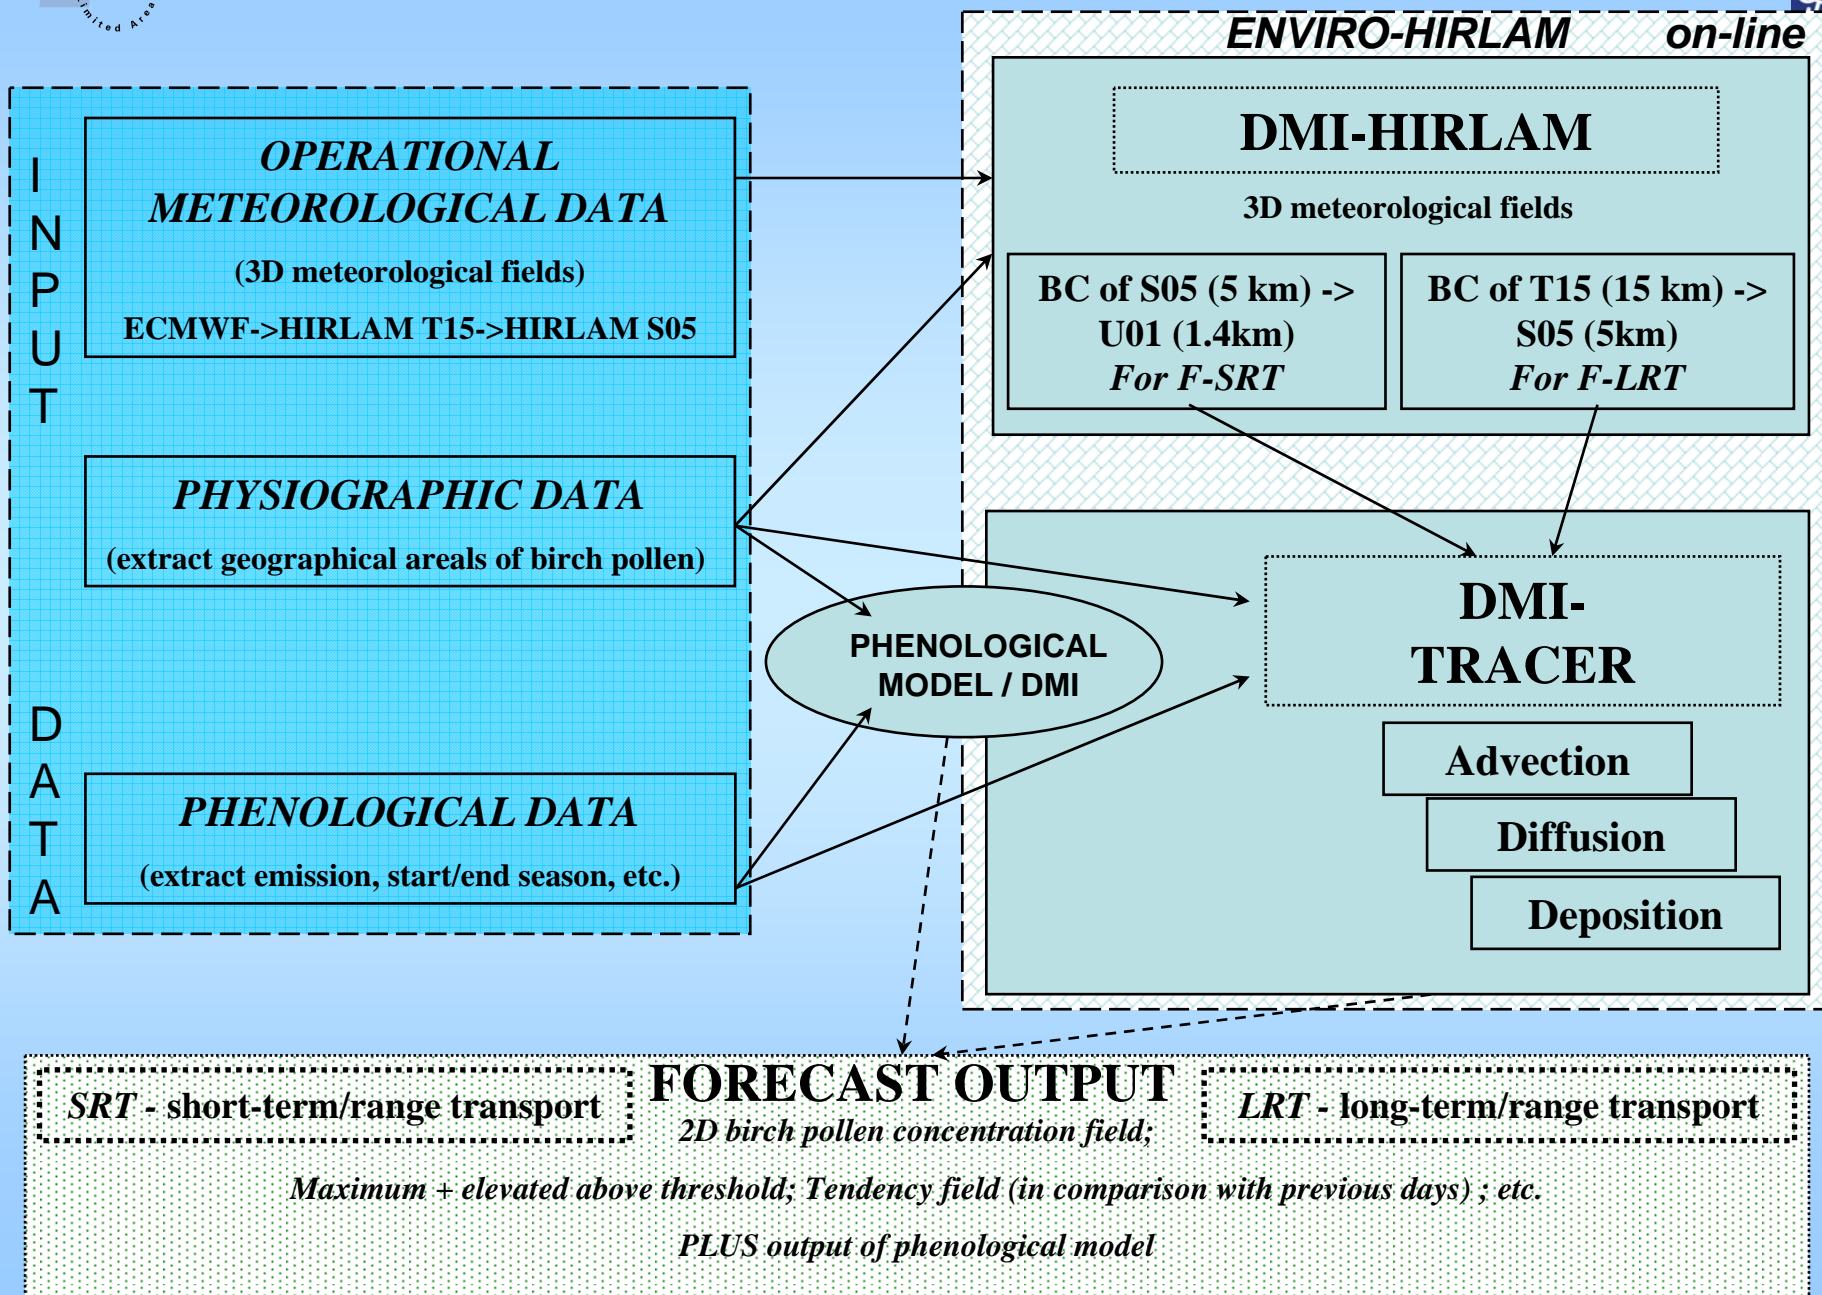 imited Area
ENVIRO-HIRLAM on-line
INPUT
DATA
OPERATIONAL
METEOROLOGICAL DATA
(3D meteorological fields)
ECMWF->HIRLAM T15->HIRLAM S05
PHYSIOGRAPHIC DATA
(extract geographical areals of birch pollen)
PHENOLOGICAL DATA
(extract emission, start/end season, etc.)
DMI-HIRLAM
3D meteorological fields
BC of S05 (5 km) ->
U01 (1.4km)
For F-SRT
BC of T15 (15 km) ->
S05 (5km)
For F-LRT
PHENOLOGICAL
MODEL / DMI
DMI-
TRACER
Advection
Diffusion
Deposition
FORECAST OUTPUT
SRT - short-term/range transport
LRT - long-term/range transport
2D birch pollen concentration field;
Maximum + elevated above threshold; Tendency field (in comparison with previous days) ; etc.
PLUS output of phenological model